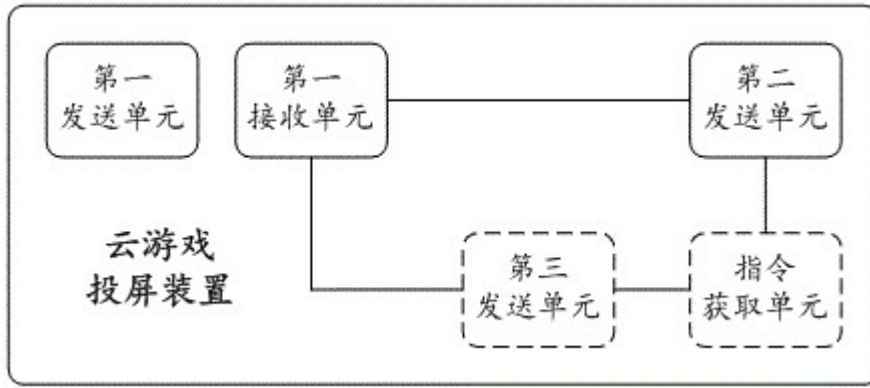 第一
发送单元
第一
接收单元
第二
发送单元
云游戏
投屏装置
第三
发送单元
指令
获取单元